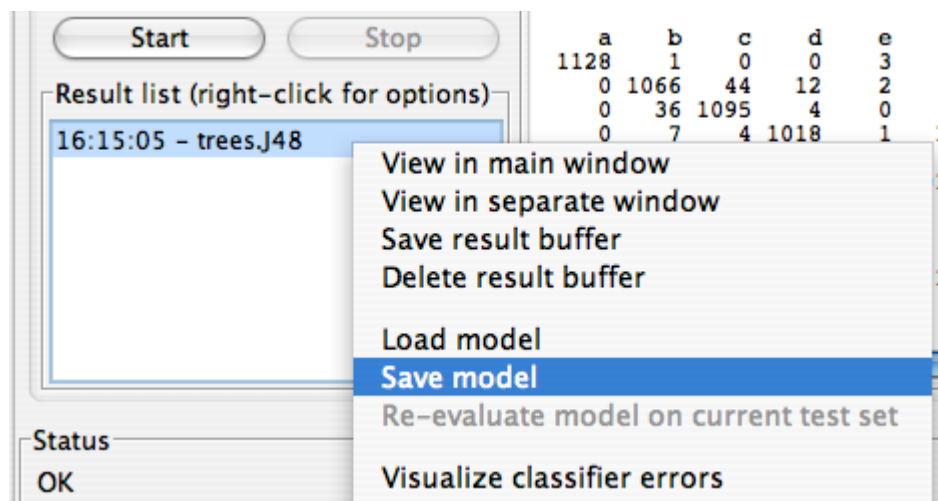 Start Stop
Result list (right-click for options)
16:15:05 - trees.J48
a b c d e
1128 1 0 0 3
0 1066 44 12 2
0 36 1095 4 0
0 7 4 1018 1
View in main window
View in separate window
Save result buffer
Delete result buffer
Load model
Save model
Re-evaluate model on current test set
Visualize classifier errors
Status
OK